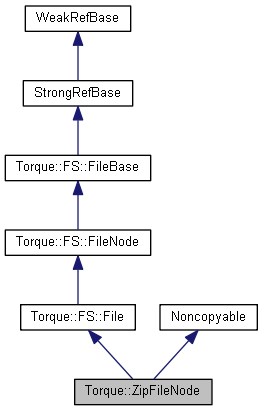 WeakRefBase
StrongRefBase
Torque::FS::FileBase
Torque::FS::FileNode
Torque::FS::File
Noncopyable
Torque::ZipFileNode